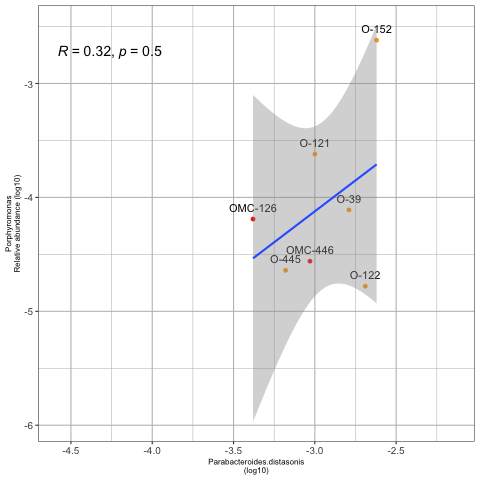 R = 0.32, p = 0.5
O-152
O-121
O-39
OMC-126
OMC-446
O-445
O-122
-3
-4
-5
-6
Porphyromonas
Relative abundance (log10)
-4.5 -4.0 -3.5 -3.0 -2.5
Parabacteroides.distasonis
(log10)